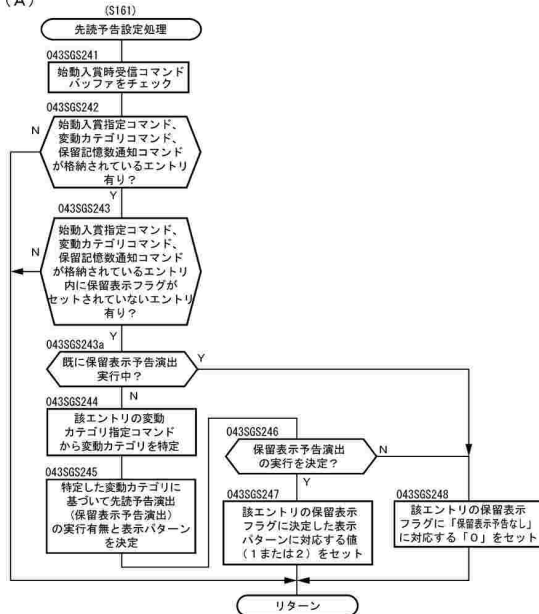 (A)
(S161)
先読予告設定処理
043SGS241
始動入賞時受信コマンド
バッファをチェック
043SGS242
始動入賞指定コマンド、
変動カテゴリコマンド、
保留記憶数通知コマンド
が格納されているエントリ
有り?
N
Y
043SGS243
始動入賞指定コマンド、
変動カテゴリコマンド、
保留記憶数通知コマンド
が格納されているエントリ
内に保留表示フラグが
セットされていないエントリ
有り?
N
Y
043SGS243a
既に保留表示予告演出
実行中?
Y
N
043SGS244
該エントリの変動
カテゴリ指定コマンド
から変動カテゴリを特定
043SGS245
特定した変動カテゴリに
基づいて先読予告演出
(保留表示予告演出)
の実行有無と表示パターン
を決定
043SGS246
保留表示予告演出
の実行を決定?
N
Y
043SGS247
該エントリの保留表示
フラグに決定した表示
パターンに対応する値
(1または2)をセット
043SGS248
該エントリの保留表示
フラグに「保留表示予告なし」
に対応する「0」をセット
リターン